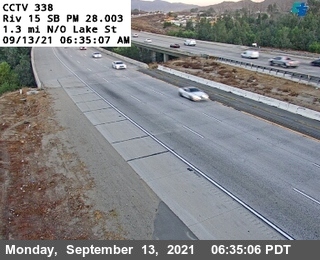 CCTV 338
Riv 15 SB PM 28.003
1.3 mi N/O Lake St
09/13/21 06:35:07 AM
Monday, September 13, 2021 06:35:06 PDT